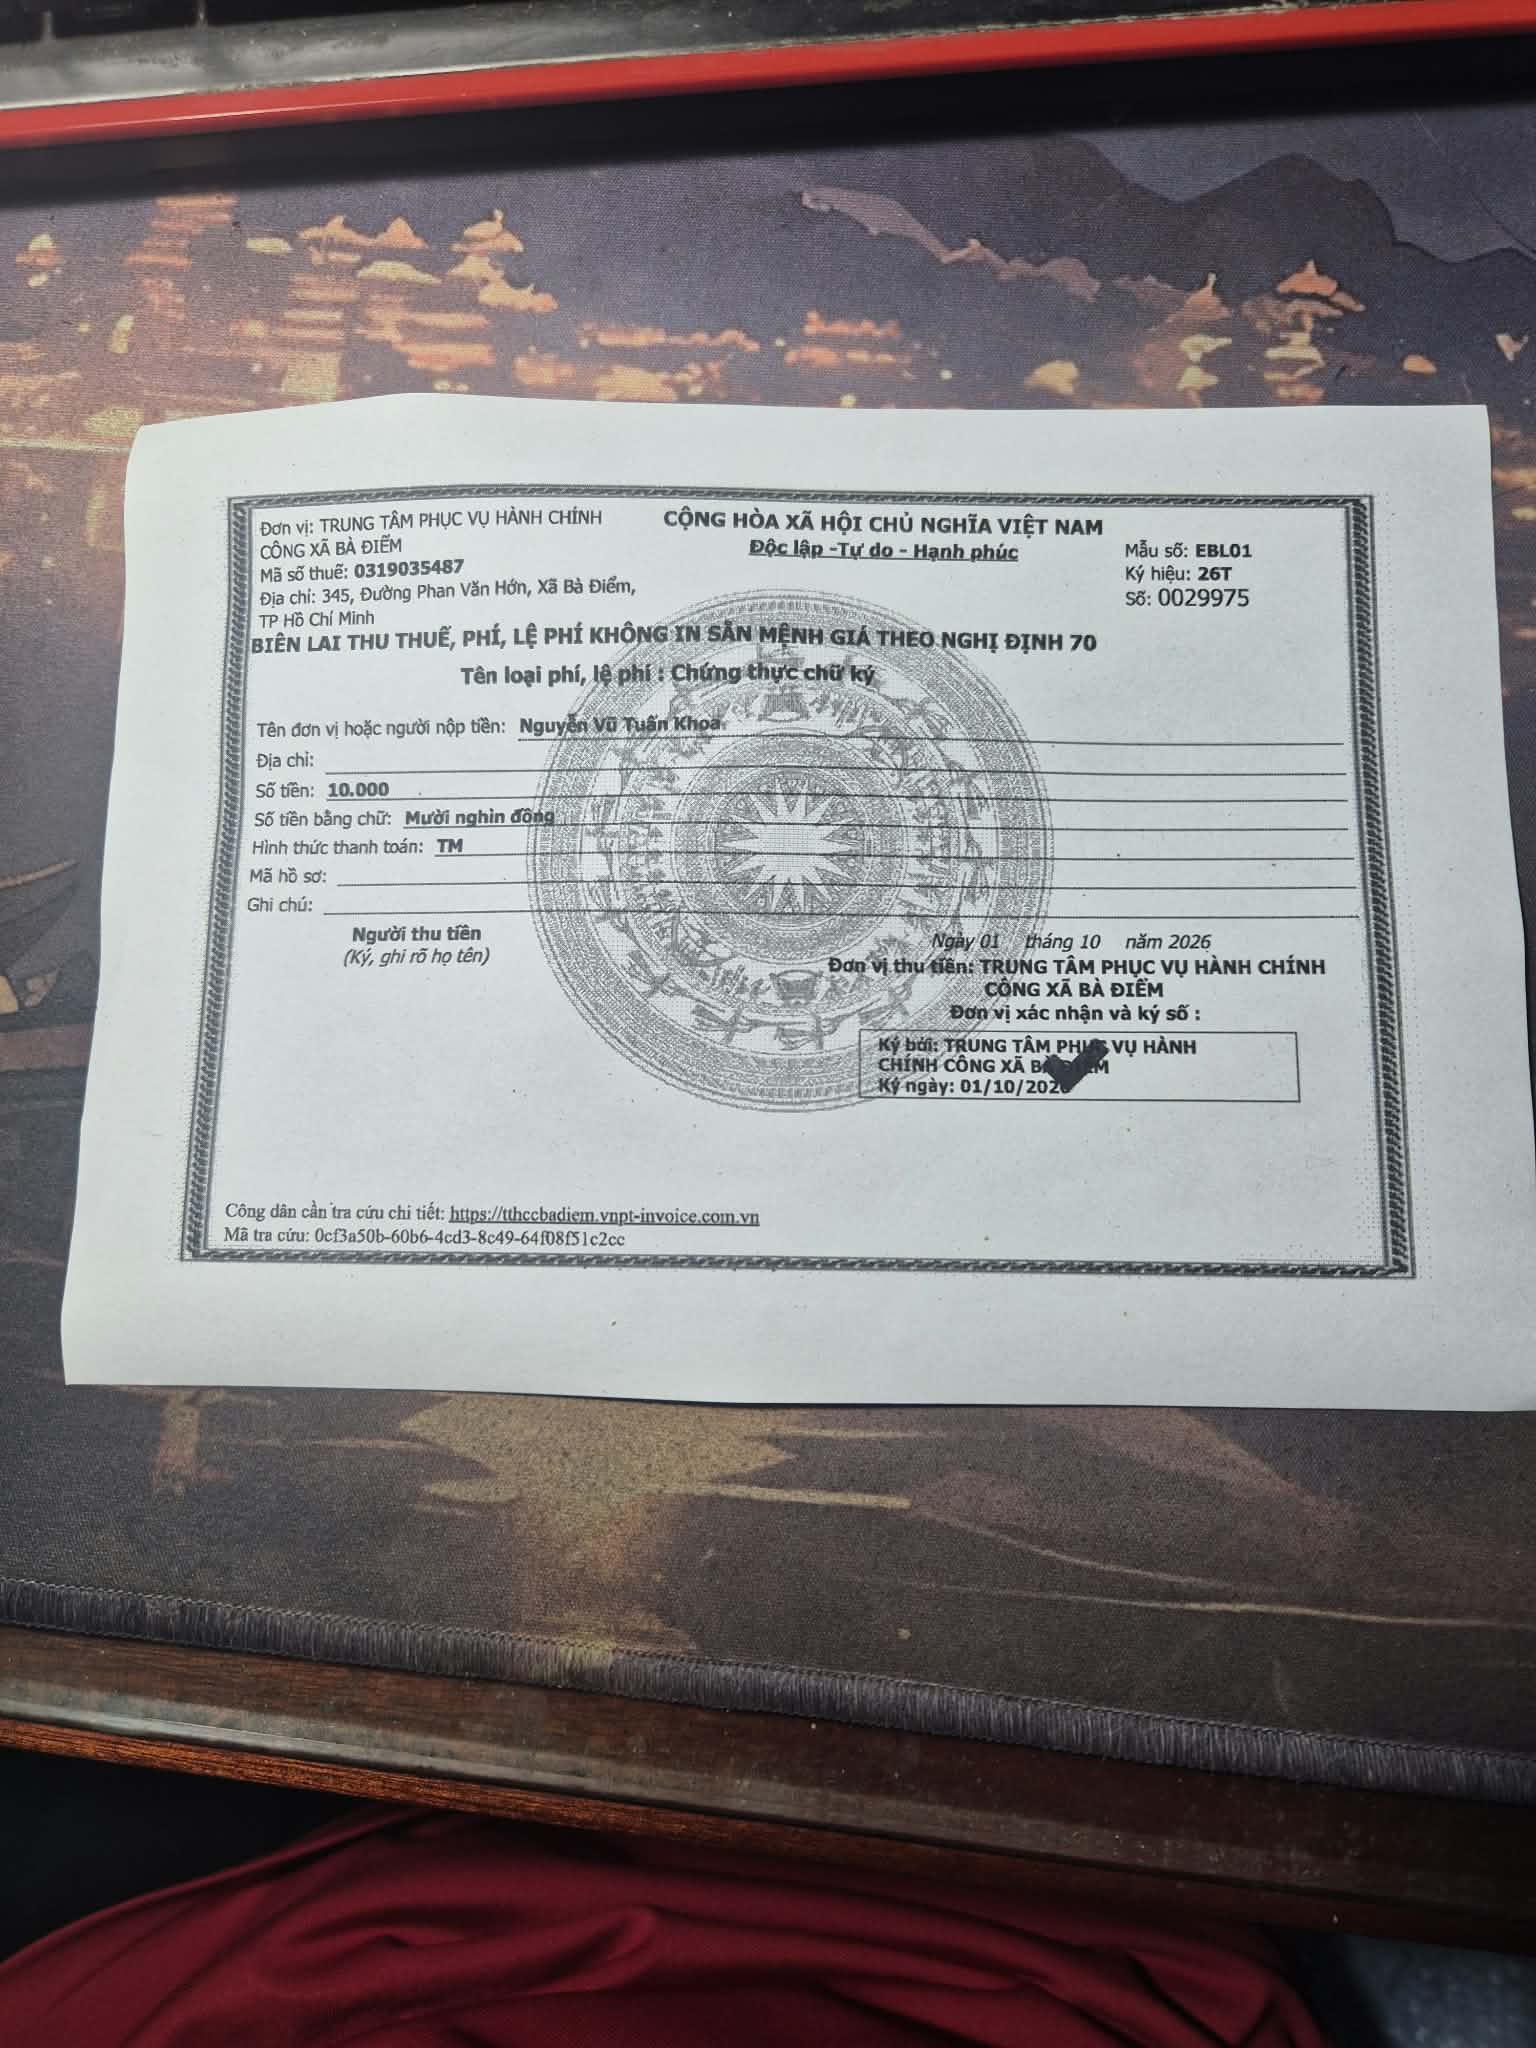 Đơn vị: TRUNG TÂM PHỤC VỤ HÀNH CHÍNH
CÔNG XÃ BÀ ĐIỂM
Mã số thuế: 0319035487
Địa chỉ: 345, Đường Phan Văn Hớn, Xã Bà Điểm,
TP Hồ Chí Minh
CỘNG HÒA XÃ HỘI CHỦ NGHĨA VIỆT NAM
Độc lập -Tự do - Hạnh phúc
Mẫu số: EBL01
Ký hiệu: 26T
Số: 0029975
BIÊN LAI THU THUẾ, PHÍ, LỆ PHÍ KHÔNG IN SẴN MỆNH GIÁ THEO NGHỊ ĐỊNH 70
Tên loại phí, lệ phí : Chứng thực chữ ký
Tên đơn vị hoặc người nộp tiền: Nguyễn Vũ Tuấn Khoa
Địa chỉ:
Số tiền: 10.000
Số tiền bằng chữ: Mười nghìn đồng
Hình thức thanh toán: TM
Mã hồ sơ:
Ghi chú:
Người thu tiền
(Ký, ghi rõ họ tên)
Ngày 01 tháng 10 năm 2026
Đơn vị thu tiền: TRUNG TÂM PHỤC VỤ HÀNH CHÍNH
CÔNG XÃ BÀ ĐIỂM
Đơn vị xác nhận và ký số :
Ký bởi: TRUNG TÂM PHỤC VỤ HÀNH
CHÍNH CÔNG XÃ BÀ ĐIỂM
Ký ngày: 01/10/2026
Công dân cần tra cứu chi tiết: https://tthccbadiem.vnpt-invoice.com.vn
Mã tra cứu: 0cf3a50b-60b6-4cd3-8c49-64f08f51c2cc